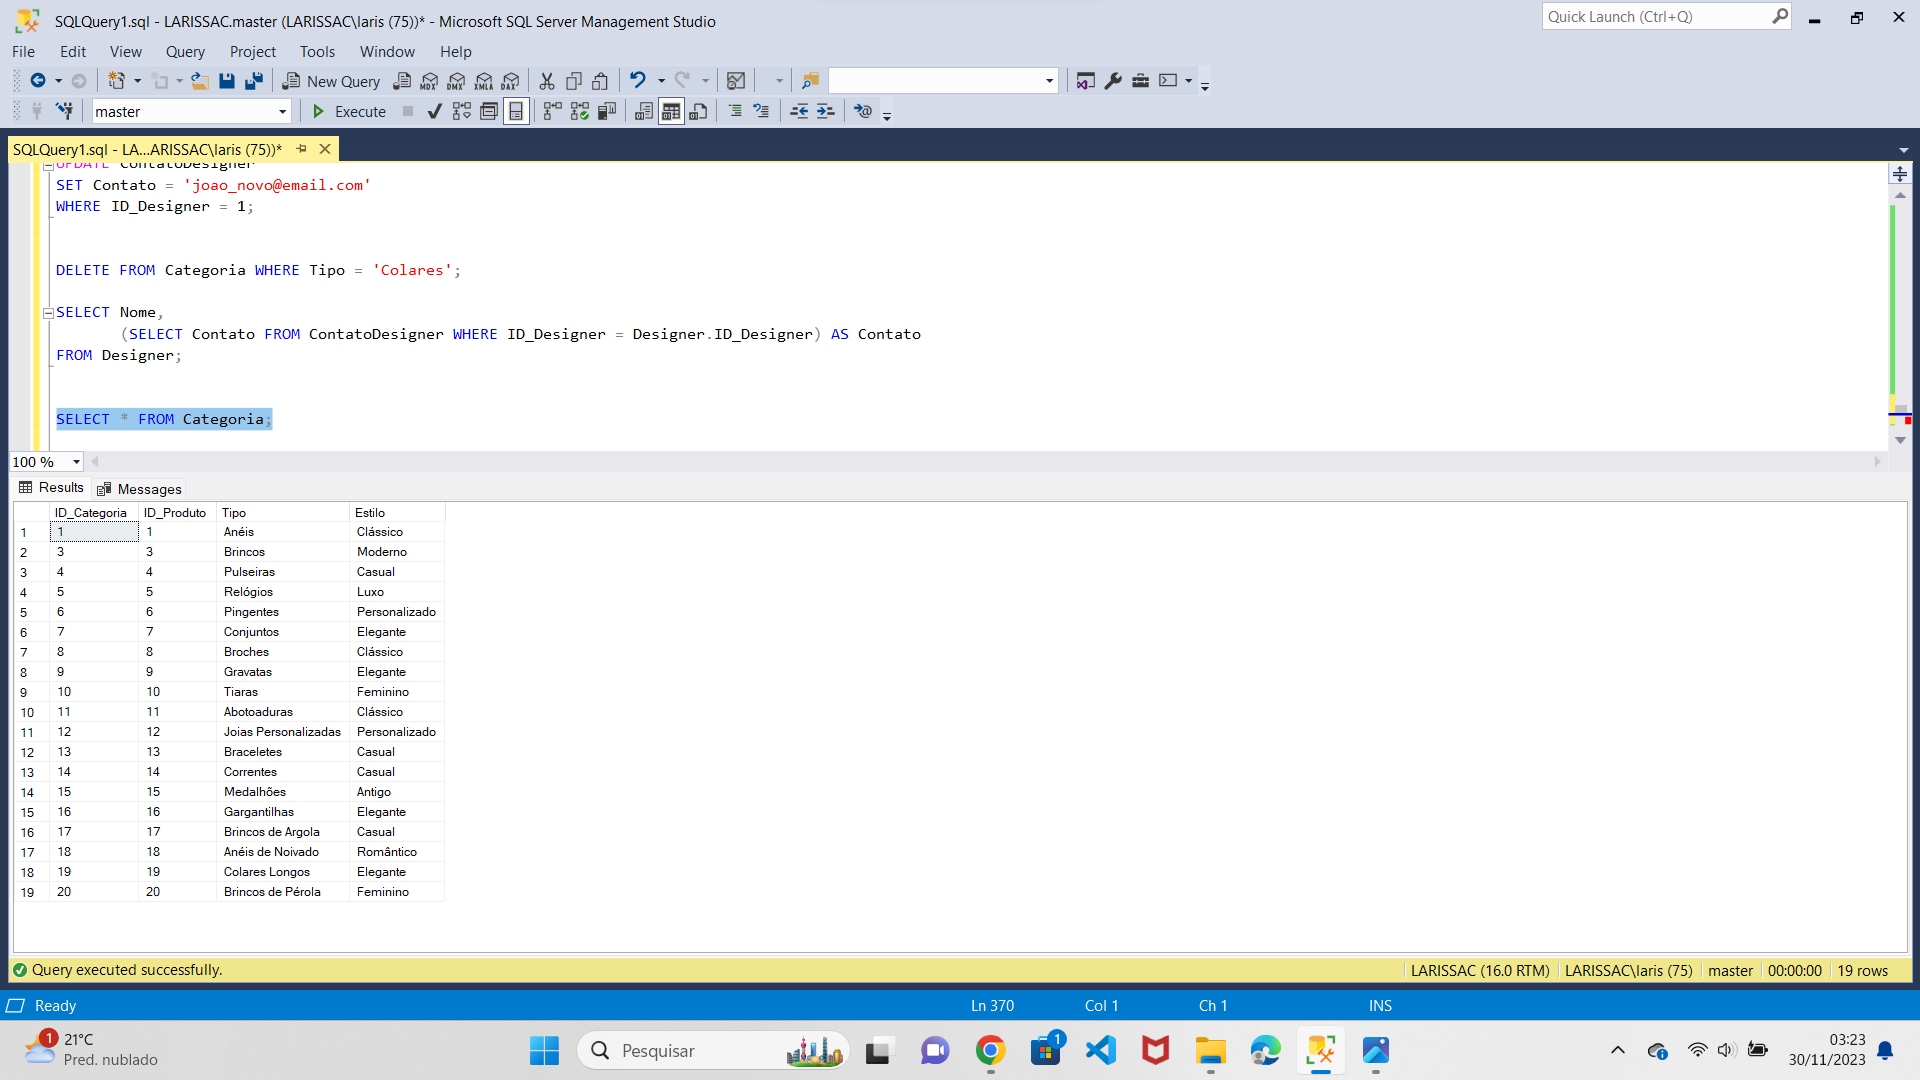 SQLQuery1.sql - LARISSAC.master (LARISSAC\laris (75))* - Microsoft SQL Server Management Studio
Quick Launch (Ctrl+Q)
File Edit View Query Project Tools Window Help
New Query MDX DMX XMLA DAX
master Execute
SQLQuery1.sql - LA...ARISSAC\laris (75))*
UPDATE ContatoDesigner
SET Contato = 'joao_novo@email.com'
WHERE ID_Designer = 1;
DELETE FROM Categoria WHERE Tipo = 'Colares';
SELECT Nome,
(SELECT Contato FROM ContatoDesigner WHERE ID_Designer = Designer.ID_Designer) AS Contato
FROM Designer;
SELECT * FROM Categoria;
100 %
Results Messages
ID_Categoria ID_Produto Tipo Estilo
1 1 1 Anéis Clássico
2 3 3 Brincos Moderno
3 4 4 Pulseiras Casual
4 5 5 Relógios Luxo
5 6 6 Pingentes Personalizado
6 7 7 Conjuntos Elegante
7 8 8 Broches Clássico
8 9 9 Gravatas Elegante
9 10 10 Tiaras Feminino
10 11 11 Abotoaduras Clássico
11 12 12 Joias Personalizadas Personalizado
12 13 13 Braceletes Casual
13 14 14 Correntes Casual
14 15 15 Medalhões Antigo
15 16 16 Gargantilhas Elegante
16 17 17 Brincos de Argola Casual
17 18 18 Anéis de Noivado Romântico
18 19 19 Colares Longos Elegante
19 20 20 Brincos de Pérola Feminino
Query executed successfully. LARISSAC (16.0 RTM) LARISSAC\laris (75) master 00:00:00 19 rows
Ready Ln 370 Col 1 Ch 1 INS
1 21°C
Pred. nublado
Pesquisar
1
03:23
30/11/2023